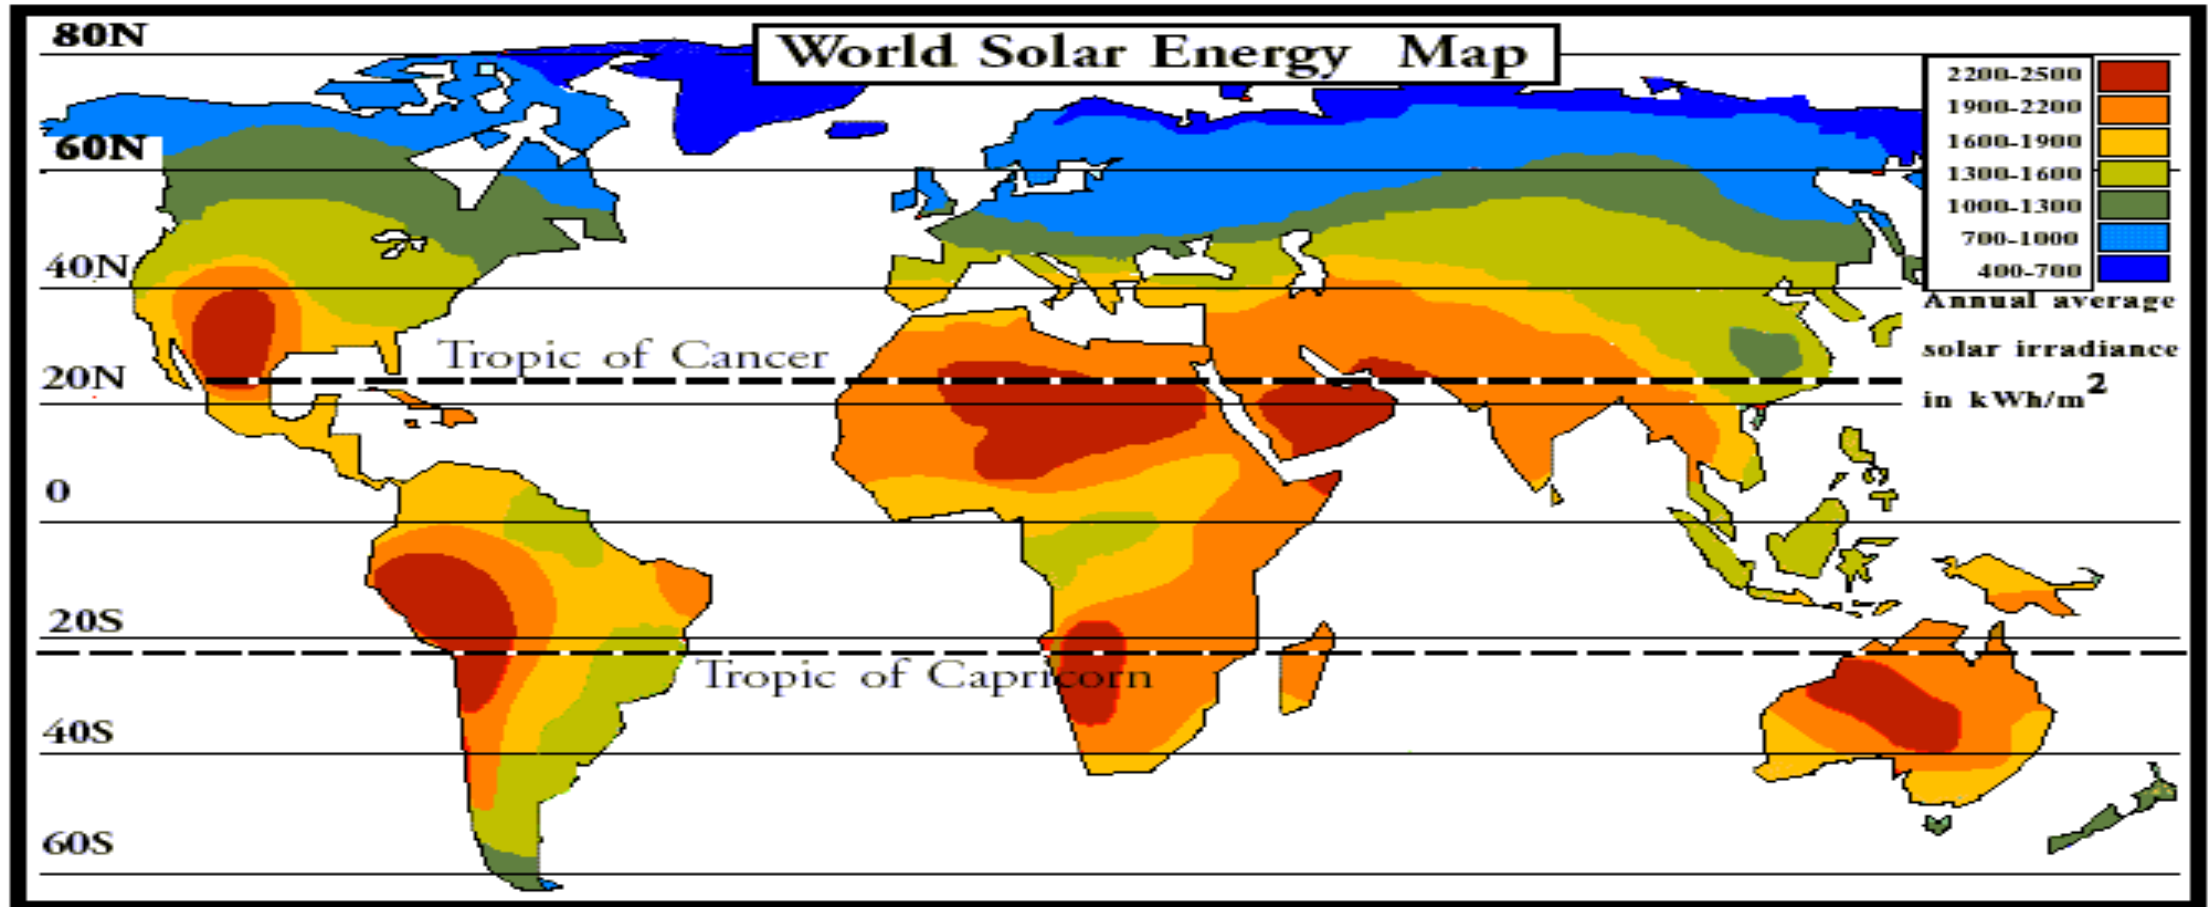 80N
World Solar Energy Map
2200-2500
1900-2200
1600-1900
60N
1300-1600
1000-1300
700-1000
40N
400-700
Annual average
Tropic of Cancer
solar irradiance
20N
in kWh/m²
0
20S
Tropic of Capricorn
40S
60S